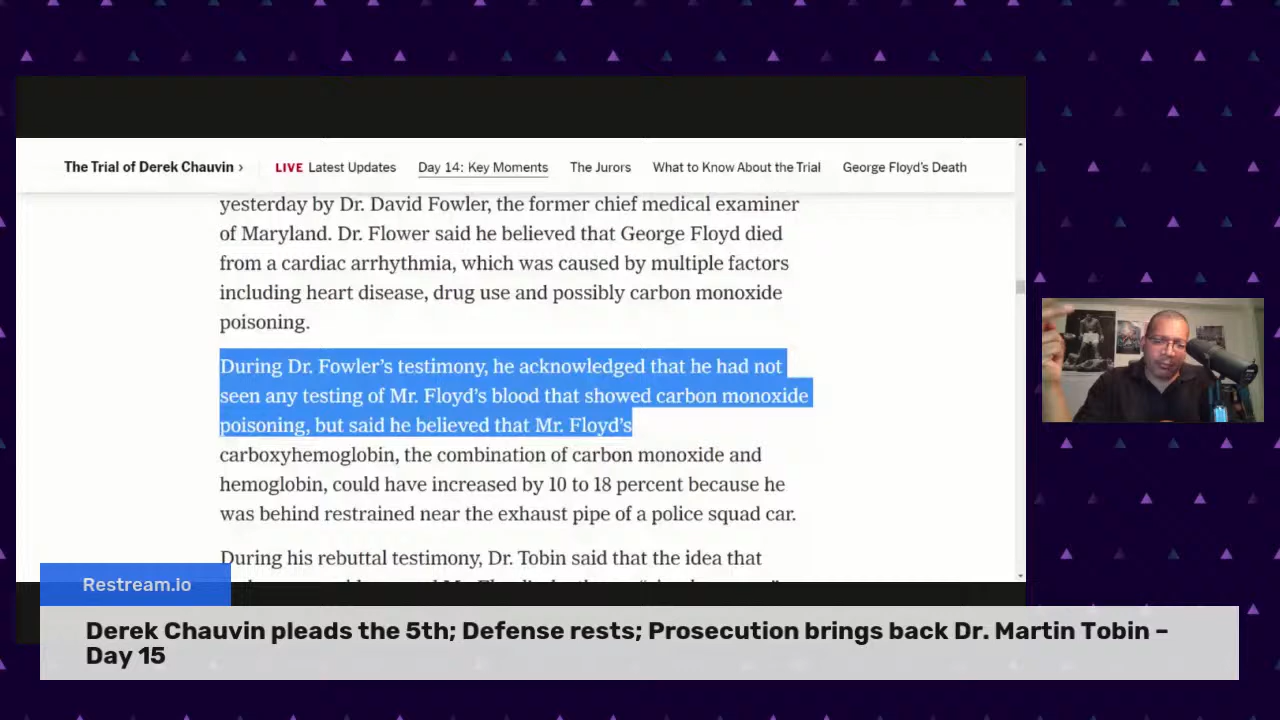 The Trial of Derek Chauvin › LIVE Latest Updates Day 14: Key Moments The Jurors What to Know About the Trial George Floyd’s Death
yesterday by Dr. David Fowler, the former chief medical examiner
of Maryland. Dr. Flower said he believed that George Floyd died
from a cardiac arrhythmia, which was caused by multiple factors
including heart disease, drug use and possibly carbon monoxide
poisoning.
During Dr. Fowler’s testimony, he acknowledged that he had not
seen any testing of Mr. Floyd’s blood that showed carbon monoxide
poisoning, but said he believed that Mr. Floyd’s
carboxyhemoglobin, the combination of carbon monoxide and
hemoglobin, could have increased by 10 to 18 percent because he
was behind restrained near the exhaust pipe of a police squad car.
During his rebuttal testimony, Dr. Tobin said that the idea that
Restream.io
Derek Chauvin pleads the 5th; Defense rests; Prosecution brings back Dr. Martin Tobin –
Day 15